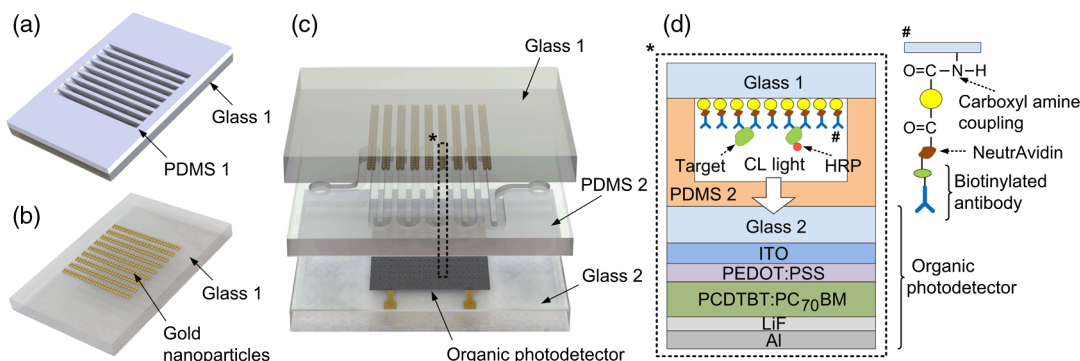 (a)
Glass 1
PDMS 1
(b)
Glass 1
Gold
nanoparticles
(c)
Glass 1
*
PDMS 2
Glass 2
Organic photodetector
(d)
*
Glass 1
#
Target
CL light
HRP
PDMS 2
Glass 2
ITO
PEDOT:PSS
PCDTBT:PC70BM
LiF
Al
Organic
photodetector
#
O=C
N–H
Carboxyl amine
coupling
O=C
NeutrAvidin
Biotinylated
antibody